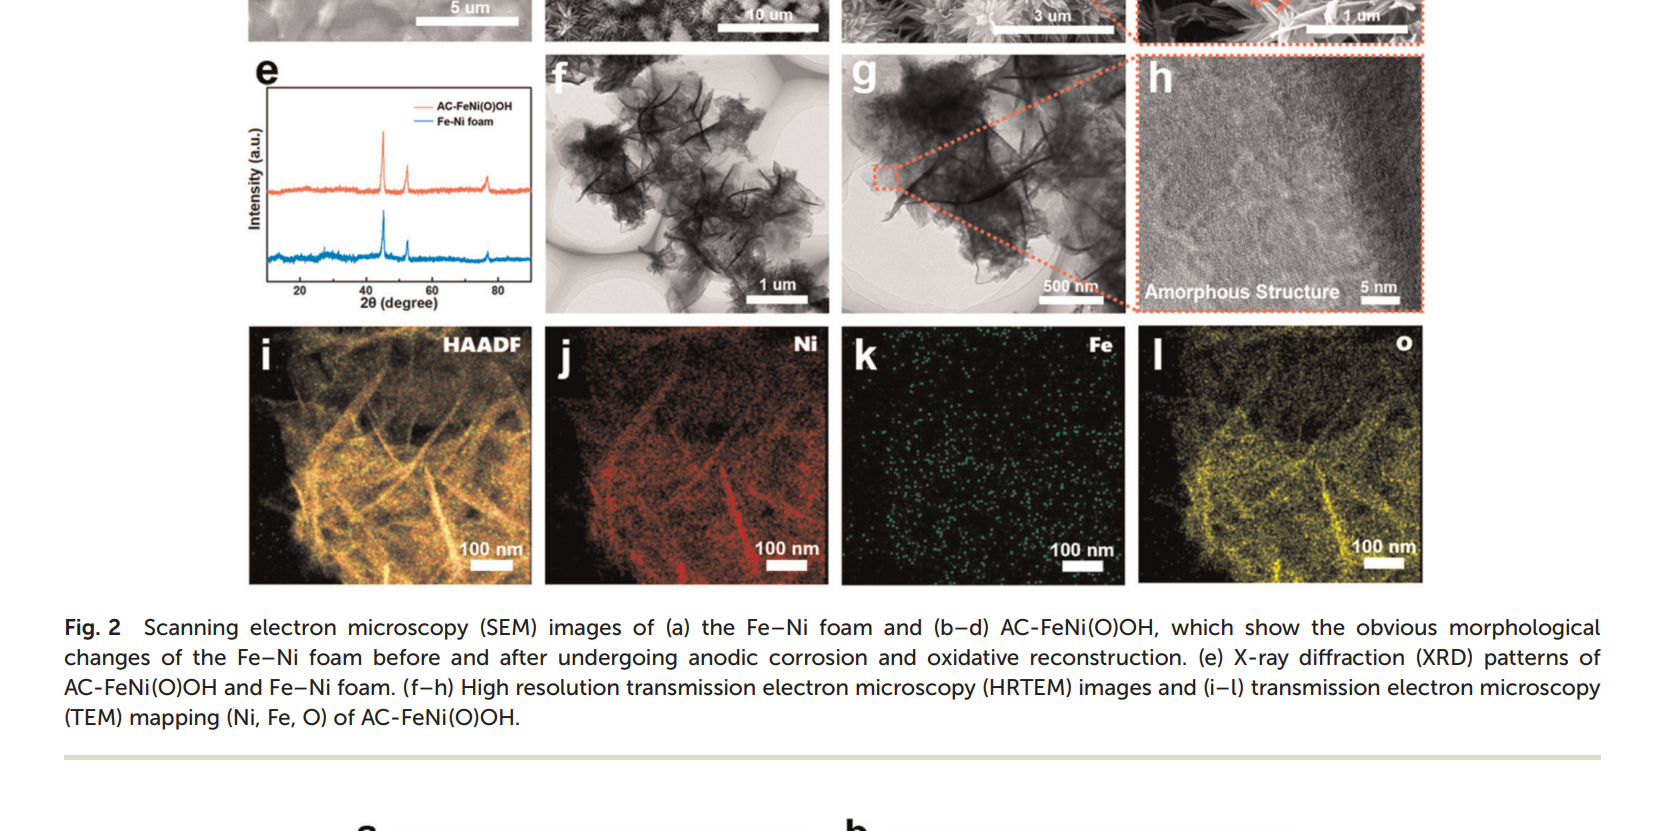 5 um
10 um
3 um
1 um
e
f
g
h
AC-FeNi(O)OH
Fe-Ni foam
Intensity (a.u.)
20 40 60 80
2θ (degree)
1 um
500 nm
Amorphous Structure
5 nm
i
HAADF
j
Ni
k
Fe
l
O
100 nm
100 nm
100 nm
100 nm
Fig. 2 Scanning electron microscopy (SEM) images of (a) the Fe–Ni foam and (b–d) AC-FeNi(O)OH, which show the obvious morphological
changes of the Fe–Ni foam before and after undergoing anodic corrosion and oxidative reconstruction. (e) X-ray diffraction (XRD) patterns of
AC-FeNi(O)OH and Fe–Ni foam. (f–h) High resolution transmission electron microscopy (HRTEM) images and (i–l) transmission electron microscopy
(TEM) mapping (Ni, Fe, O) of AC-FeNi(O)OH.